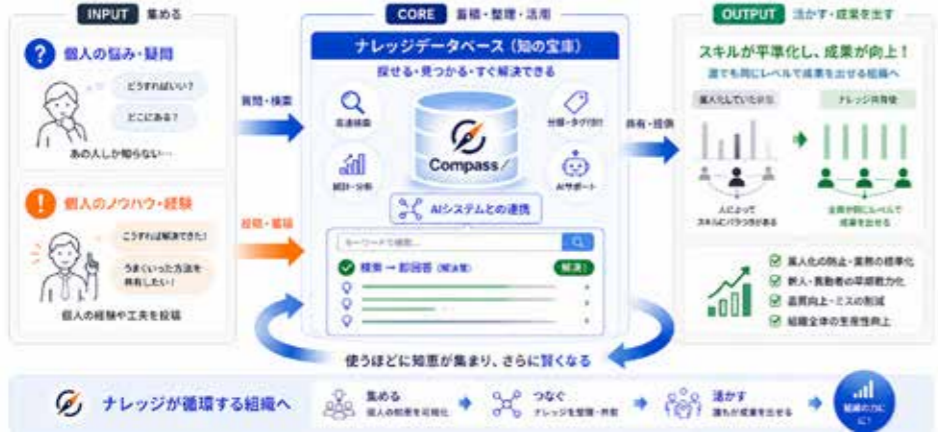 INPUT 集める
個人の悩み・疑問
どうすればいい？
どこにある？
あの人しか知らない…
個人のノウハウ・経験
こうすれば解決できた！
うまくいった方法を
共有したい！
個人の経験や工夫を投稿
質問・検索
投稿・蓄積
CORE 蓄積・整理・活用
ナレッジデータベース（知の宝庫）
探せる・見つかる・すぐ解決できる
高速検索
分類・タグ付け
Compass
統計・分析
AIサポート
AIシステムとの連携
キーワードで検索...
検索 → 即回答（解決策）
解決！
使うほどに知恵が集まり、さらに賢くなる
共有・提供
OUTPUT 活かす・成果を出す
スキルが平準化し、成果が向上！
誰でも同じレベルで成果を出せる組織へ
属人化していた状態
ナレッジ共有後
人によって
スキルにバラつきがある
全員が同じレベルで
成果を出せる
属人化の防止・業務の標準化
新人・異動者の早期戦力化
品質向上・ミスの削減
組織全体の生産性向上
ナレッジが循環する組織へ
集める
個人の知恵を可視化
つなぐ
ナレッジを整理・共有
活かす
誰もが成果を出せる
組織の力に